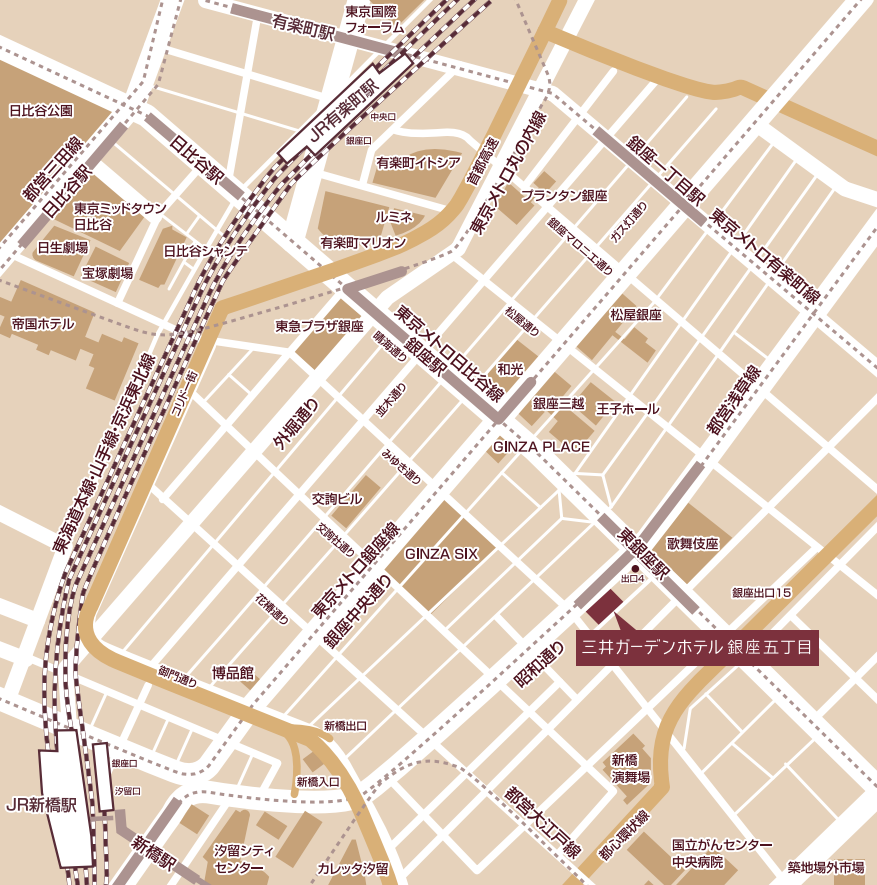 東京国際
フォーラム
有楽町駅
JR有楽町駅
中央口
銀座口
日比谷公園
都営三田線
日比谷駅
日比谷駅
有楽町イトシア
首都高速
東京メトロ丸の内線
銀座一丁目駅
東京メトロ有楽町線
プランタン銀座
ガス灯り
銀座マロニエ通り
東京ミッドタウン
日比谷
日生劇場
宝塚劇場
日比谷シャンテ
ルミネ
有楽町マリオン
帝国ホテル
東急プラザ銀座
晴海通り
東京メトロ日比谷線
銀座駅
松屋通り
松屋銀座
和光
銀座三越
王子ホール
都営浅草線
GINZA PLACE
コリドー街
並木通り
外堀通り
みゆき通り
東海道本線・山手線・京浜東北線
交詢ビル
交詢社通り
GINZA SIX
東京メトロ銀座線
銀座中央通り
花椿通り
東銀座駅
歌舞伎座
出口4
銀座出口15
三井ガーデンホテル 銀座五丁目
昭和通り
御門通り
博品館
新橋出口
新橋入口
銀座口
汐留口
JR新橋駅
新橋駅
汐留シティ
センター
カレッタ汐留
都営大江戸線
新橋
演舞場
都心環状線
国立がんセンター
中央病院
築地場外市場